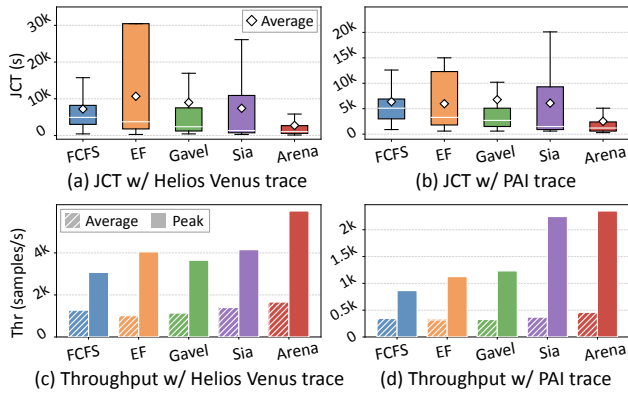 JCT (s)
30k
20k
10k
0
Average
FCFS
EF
Gavel
Sia
Arena
(a) JCT w/ Helios Venus trace
20k
15k
10k
5k
0
FCFS
EF
Gavel
Sia
Arena
(b) JCT w/ PAI trace
Thr (samples/s)
4k
2k
0
Average
Peak
FCFS
EF
Gavel
Sia
Arena
(c) Throughput w/ Helios Venus trace
2k
1.5k
1k
0.5k
0
FCFS
EF
Gavel
Sia
Arena
(d) Throughput w/ PAI trace